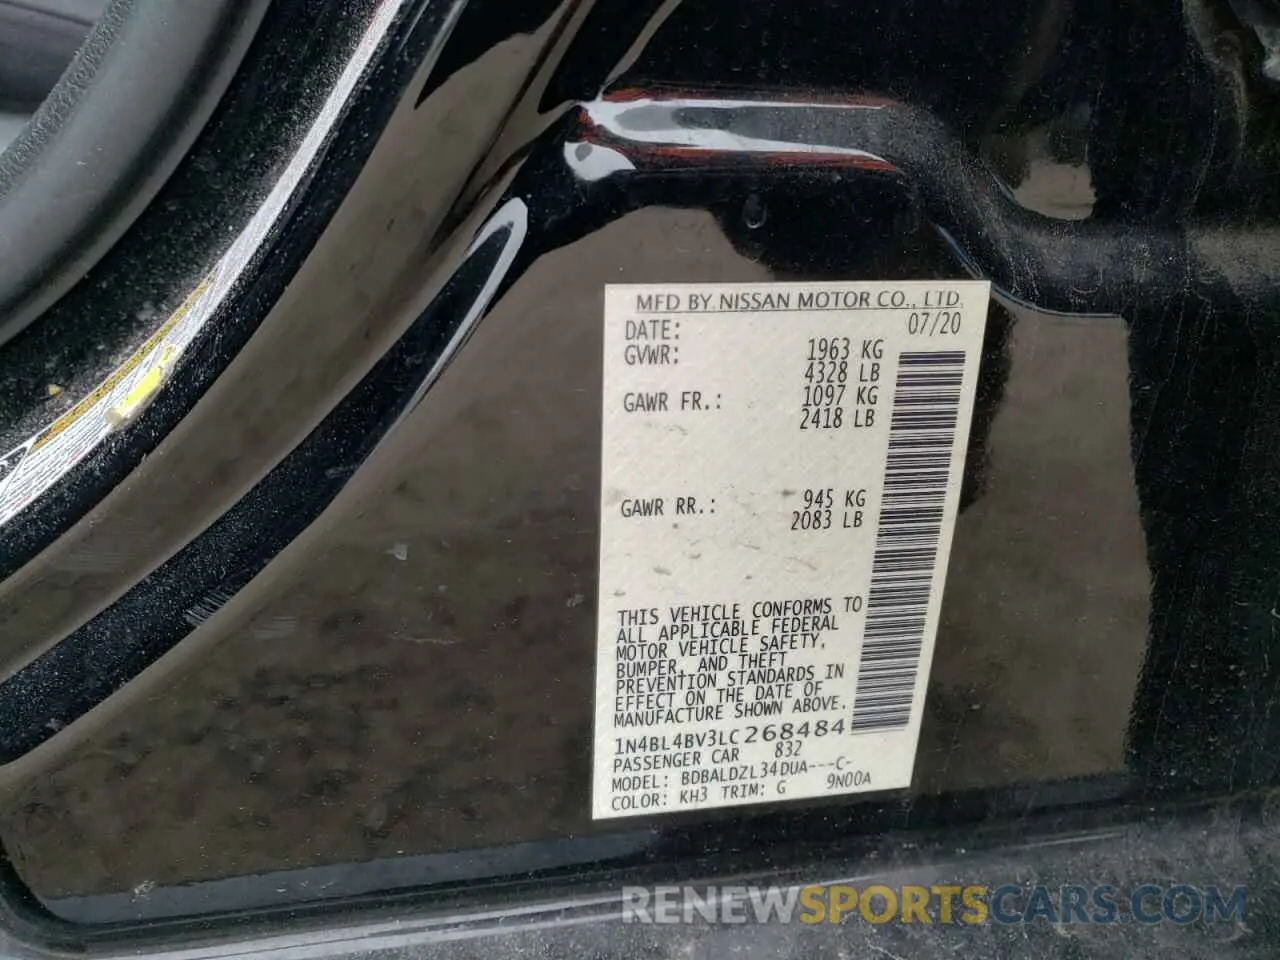 MFD BY NISSAN MOTOR CO., LTD.
DATE: 07/20
GVWR: 1963 KG
4328 LB
GAWR FR.: 1097 KG
2418 LB
GAWR RR.: 945 KG
2083 LB
THIS VEHICLE CONFORMS TO
ALL APPLICABLE FEDERAL
MOTOR VEHICLE SAFETY,
BUMPER, AND THEFT
PREVENTION STANDARDS IN
EFFECT ON THE DATE OF
MANUFACTURE SHOWN ABOVE.
1N4BL4BV3LC268484
PASSENGER CAR 832
MODEL: BDBALDZL34DUA---C-
COLOR: KH3 TRIM: G 9N00A
RENEWSPORTSCARS.COM